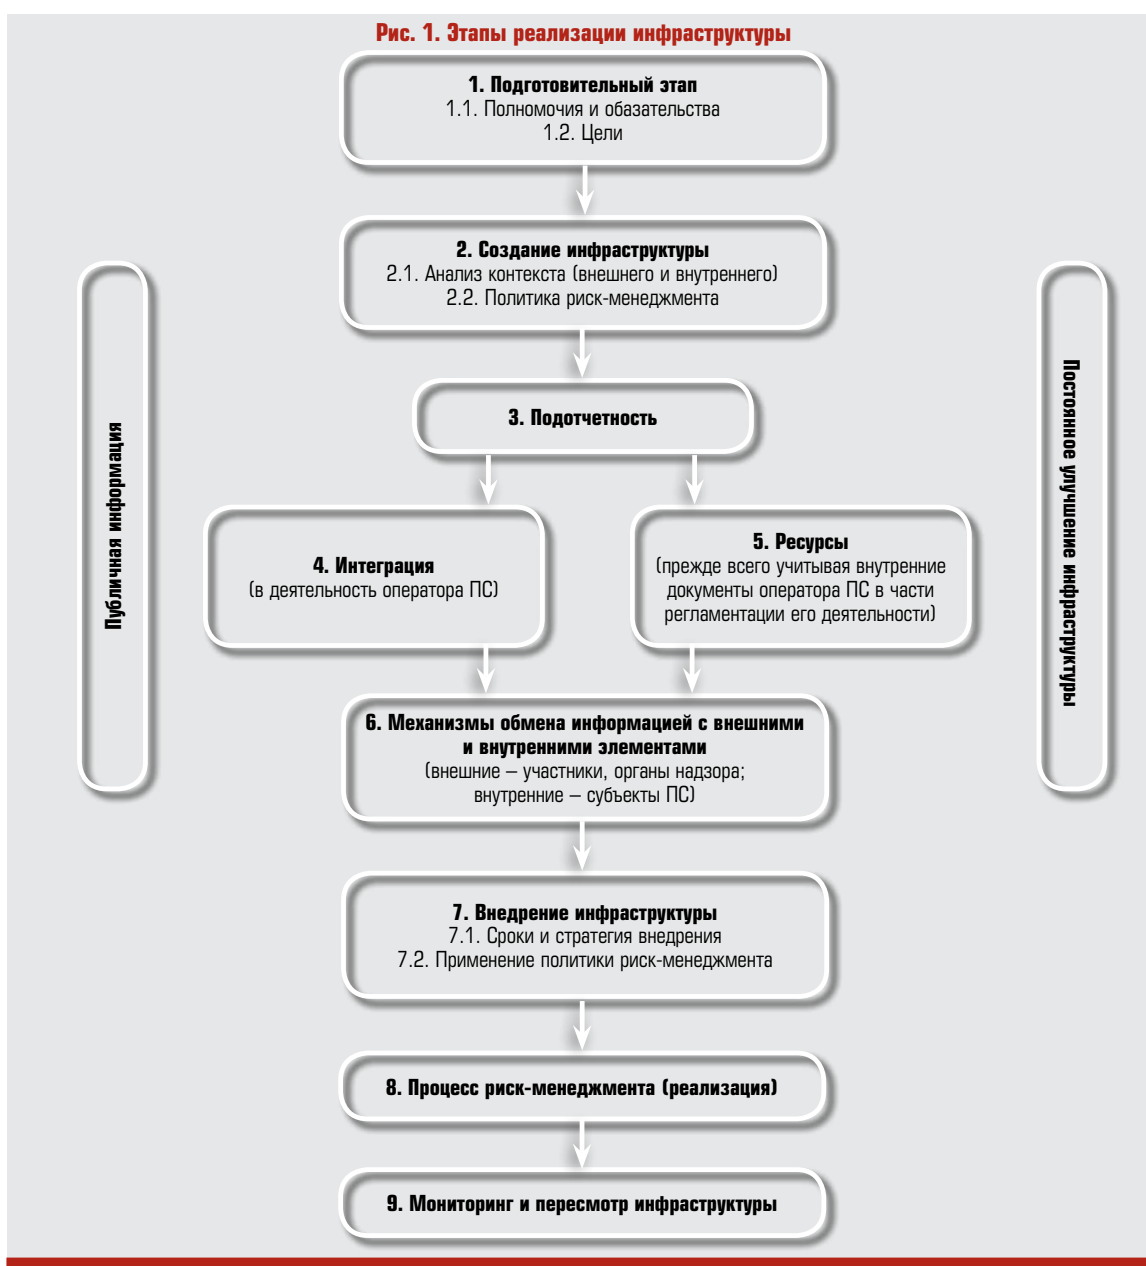 Рис. 1. Этапы реализации инфраструктуры
1. Подготовительный этап
1.1. Полномочия и обазательства
1.2. Цели
2. Создание инфраструктуры
2.1. Анализ контекста (внешнего и внутреннего)
2.2. Политика риск-менеджмента
Публичная информация
Постоянное улучшение инфраструктуры
3. Подотчетность
4. Интеграция
(в деятельность оператора ПС)
5. Ресурсы
(прежде всего учитывая внутренние
документы оператора ПС в части
регламентации его деятельности)
6. Механизмы обмена информацией с внешними
и внутренними элементами
(внешние – участники, органы надзора;
внутренние – субъекты ПС)
7. Внедрение инфраструктуры
7.1. Сроки и стратегия внедрения
7.2. Применение политики риск-менеджмента
8. Процесс риск-менеджмента (реализация)
9. Мониторинг и пересмотр инфраструктуры